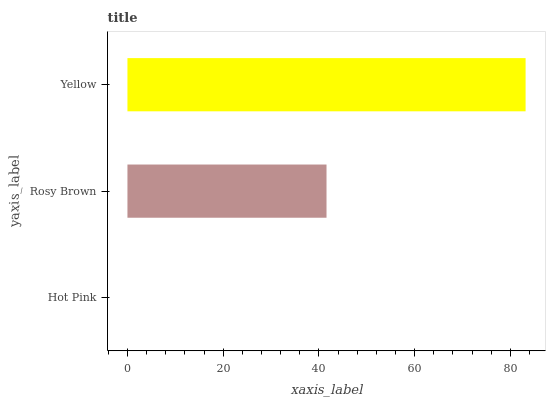 title
Yellow
Rosy Brown
Hot Pink
yaxis_label
0 20 40 60 80
xaxis_label